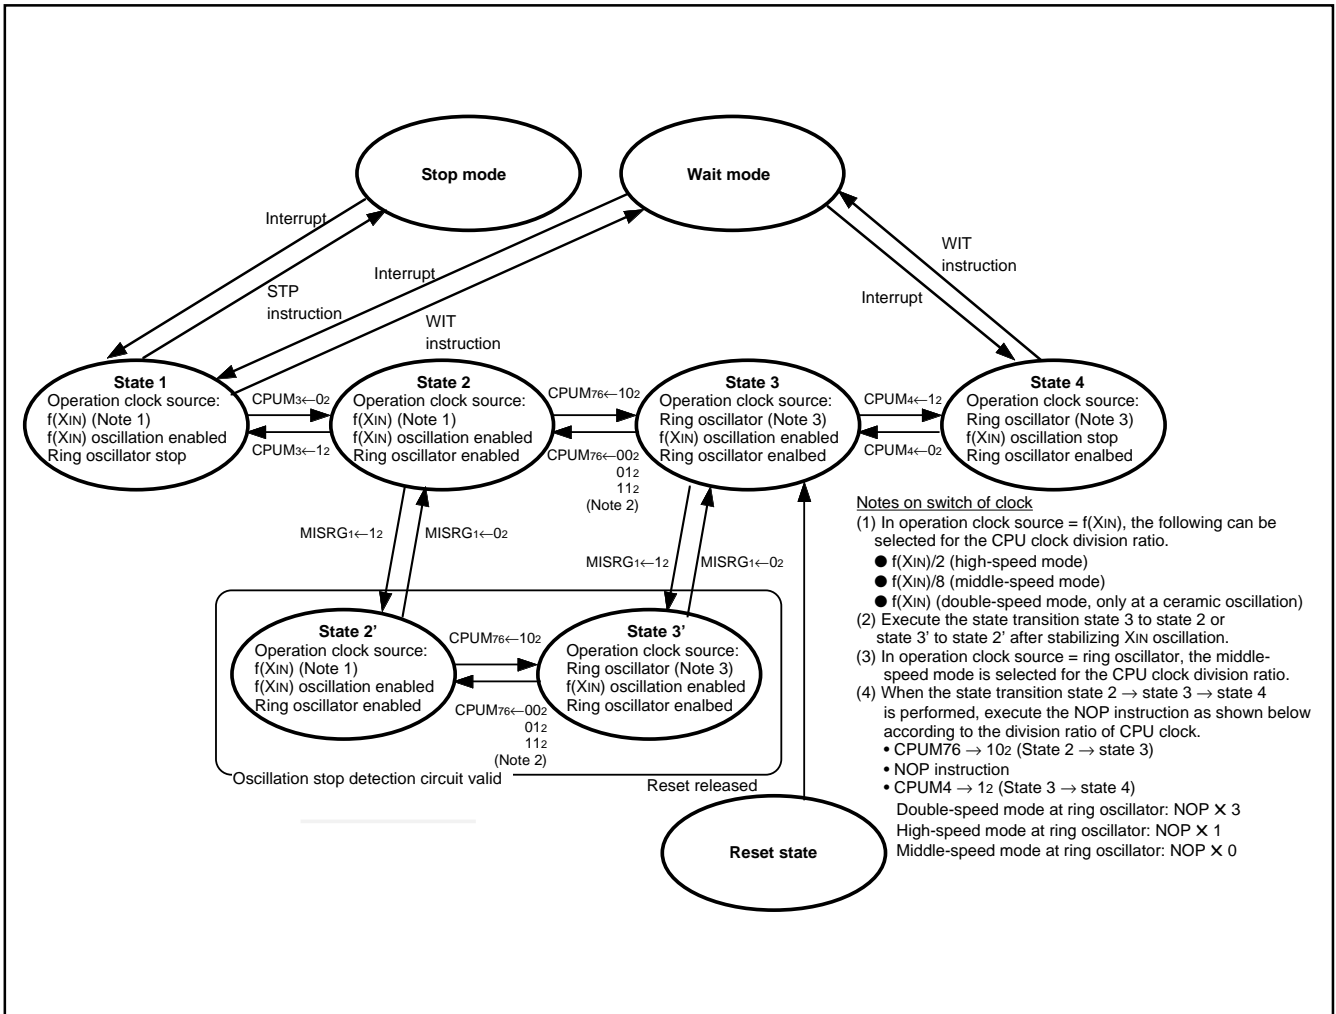 Stop mode
Wait mode
Interrupt
STP
instruction
Interrupt
WIT
instruction
WIT
instruction
Interrupt
State 1
Operation clock source:
f(XIN) (Note 1)
f(XIN) oscillation enabled
Ring oscillator stop
CPUM3←02
CPUM3←12
State 2
Operation clock source:
f(XIN) (Note 1)
f(XIN) oscillation enabled
Ring oscillator enabled
CPUM76←102
CPUM76←002
012
112
(Note 2)
State 3
Operation clock source:
Ring oscillator (Note 3)
f(XIN) oscillation enabled
Ring oscillator enalbed
CPUM4←12
CPUM4←02
State 4
Operation clock source:
Ring oscillator (Note 3)
f(XIN) oscillation stop
Ring oscillator enalbed
MISRG1←12
MISRG1←02
MISRG1←12
MISRG1←02
State 2’
Operation clock source:
f(XIN) (Note 1)
f(XIN) oscillation enabled
Ring oscillator enabled
CPUM76←102
CPUM76←002
012
112
(Note 2)
State 3’
Operation clock source:
Ring oscillator (Note 3)
f(XIN) oscillation enabled
Ring oscillator enalbed
Oscillation stop detection circuit valid
Reset released
Reset state
Notes on switch of clock
(1) In operation clock source = f(XIN), the following can be
selected for the CPU clock division ratio.
● f(XIN)/2 (high-speed mode)
● f(XIN)/8 (middle-speed mode)
● f(XIN) (double-speed mode, only at a ceramic oscillation)
(2) Execute the state transition state 3 to state 2 or
state 3’ to state 2’ after stabilizing XIN oscillation.
(3) In operation clock source = ring oscillator, the middle-
speed mode is selected for the CPU clock division ratio.
(4) When the state transition state 2 → state 3 → state 4
is performed, execute the NOP instruction as shown below
according to the division ratio of CPU clock.
• CPUM76 → 102 (State 2 → state 3)
• NOP instruction
• CPUM4 → 12 (State 3 → state 4)
Double-speed mode at ring oscillator: NOP ✕ 3
High-speed mode at ring oscillator: NOP ✕ 1
Middle-speed mode at ring oscillator: NOP ✕ 0